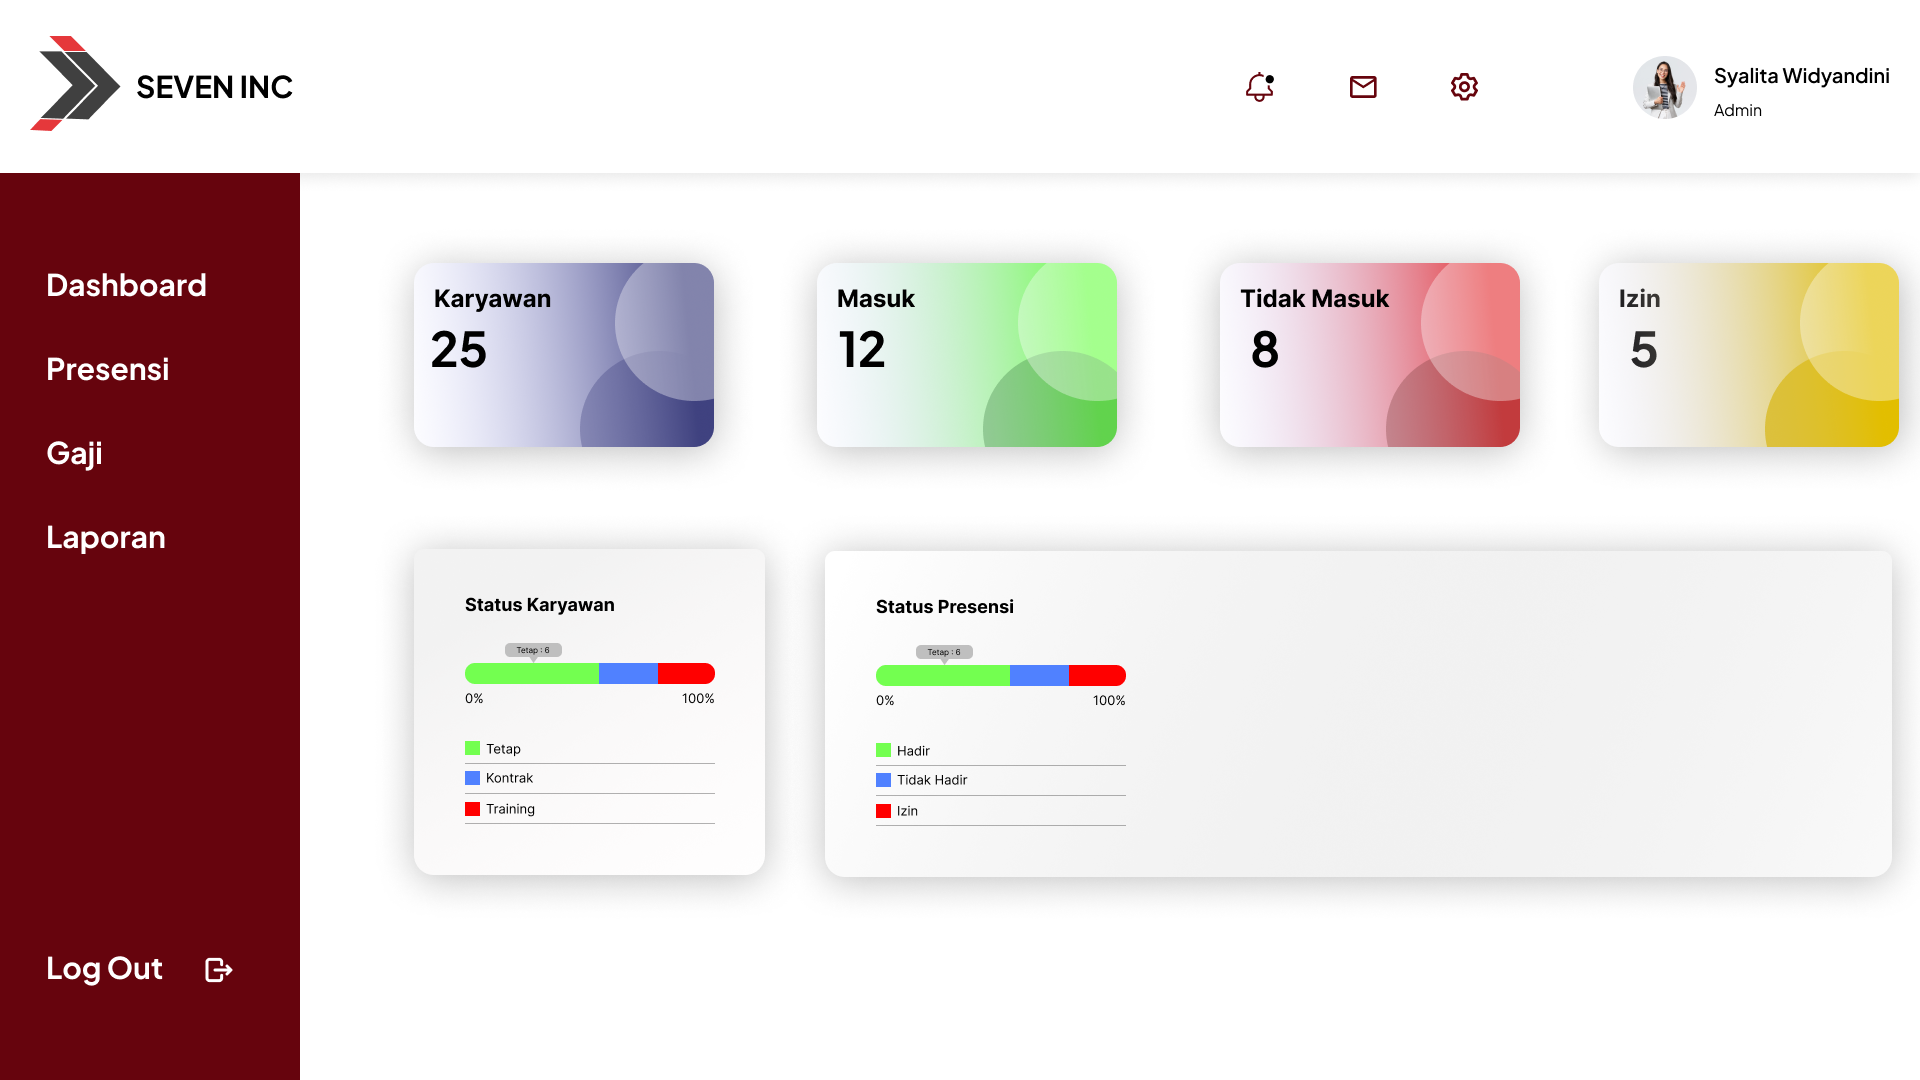 SEVEN INC
Syalita Widyandini
Admin
Dashboard
Presensi
Gaji
Laporan
Log Out
Karyawan
25
Masuk
12
Tidak Masuk
8
Izin
5
Status Karyawan
Tetap : 6
0% 100%
Tetap
Kontrak
Training
Status Presensi
Tetap : 6
0% 100%
Hadir
Tidak Hadir
Izin